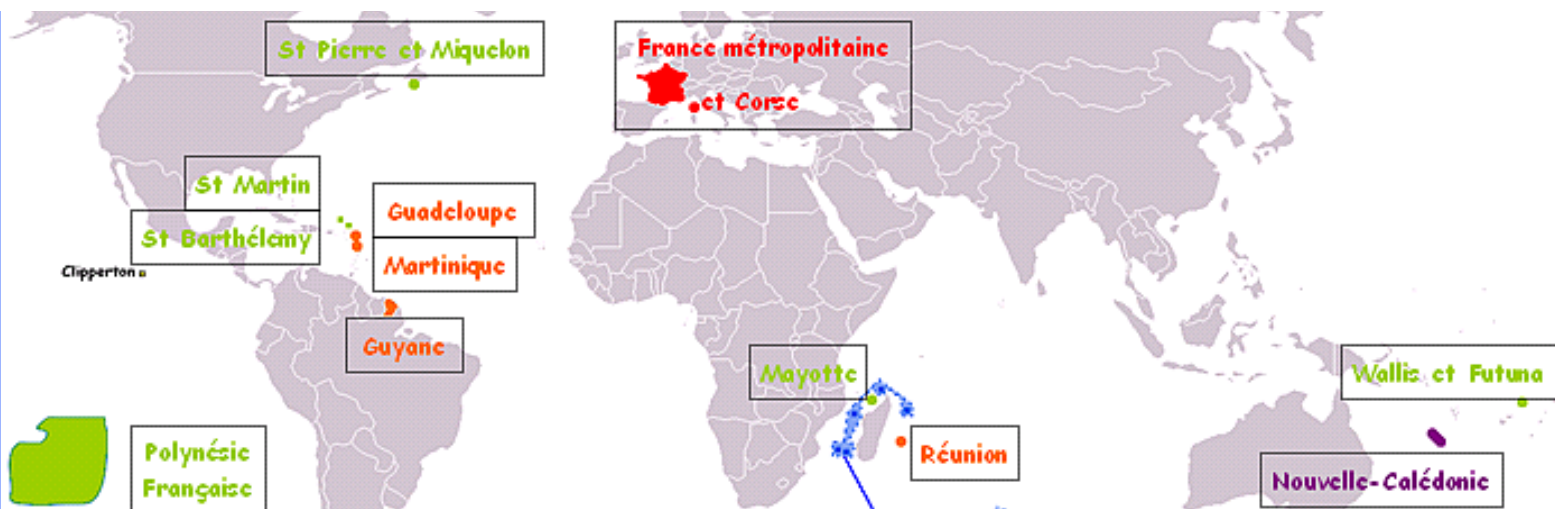 St Pierre et Miquelon
France métropolitaine
et Corse
St Martin
Guadeloupe
St Barthélemy
Martinique
Clipperton
Guyane
Mayotte
Wallis et Futuna
Polynésie
Française
Réunion
Nouvelle-Calédonie